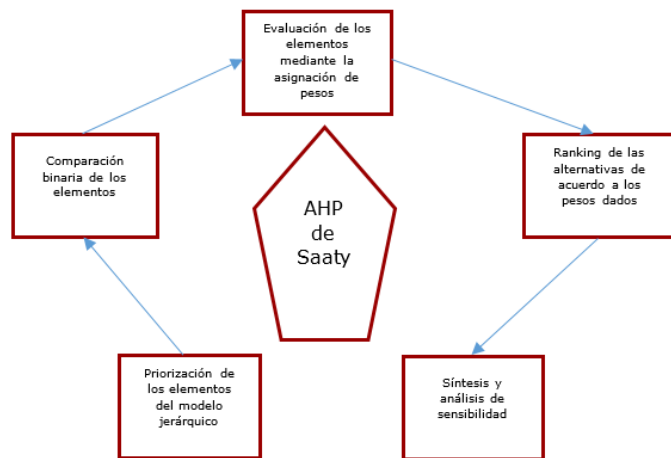 Evaluación de los
elementos
mediante la
asignación de
pesos
Comparación
binaria de los
elementos
Ranking de las
alternativas de
acuerdo a los
pesos dados
AHP
de
Saaty
Priorización de
los elementos
del modelo
jerárquico
Síntesis y
análisis de
sensibilidad